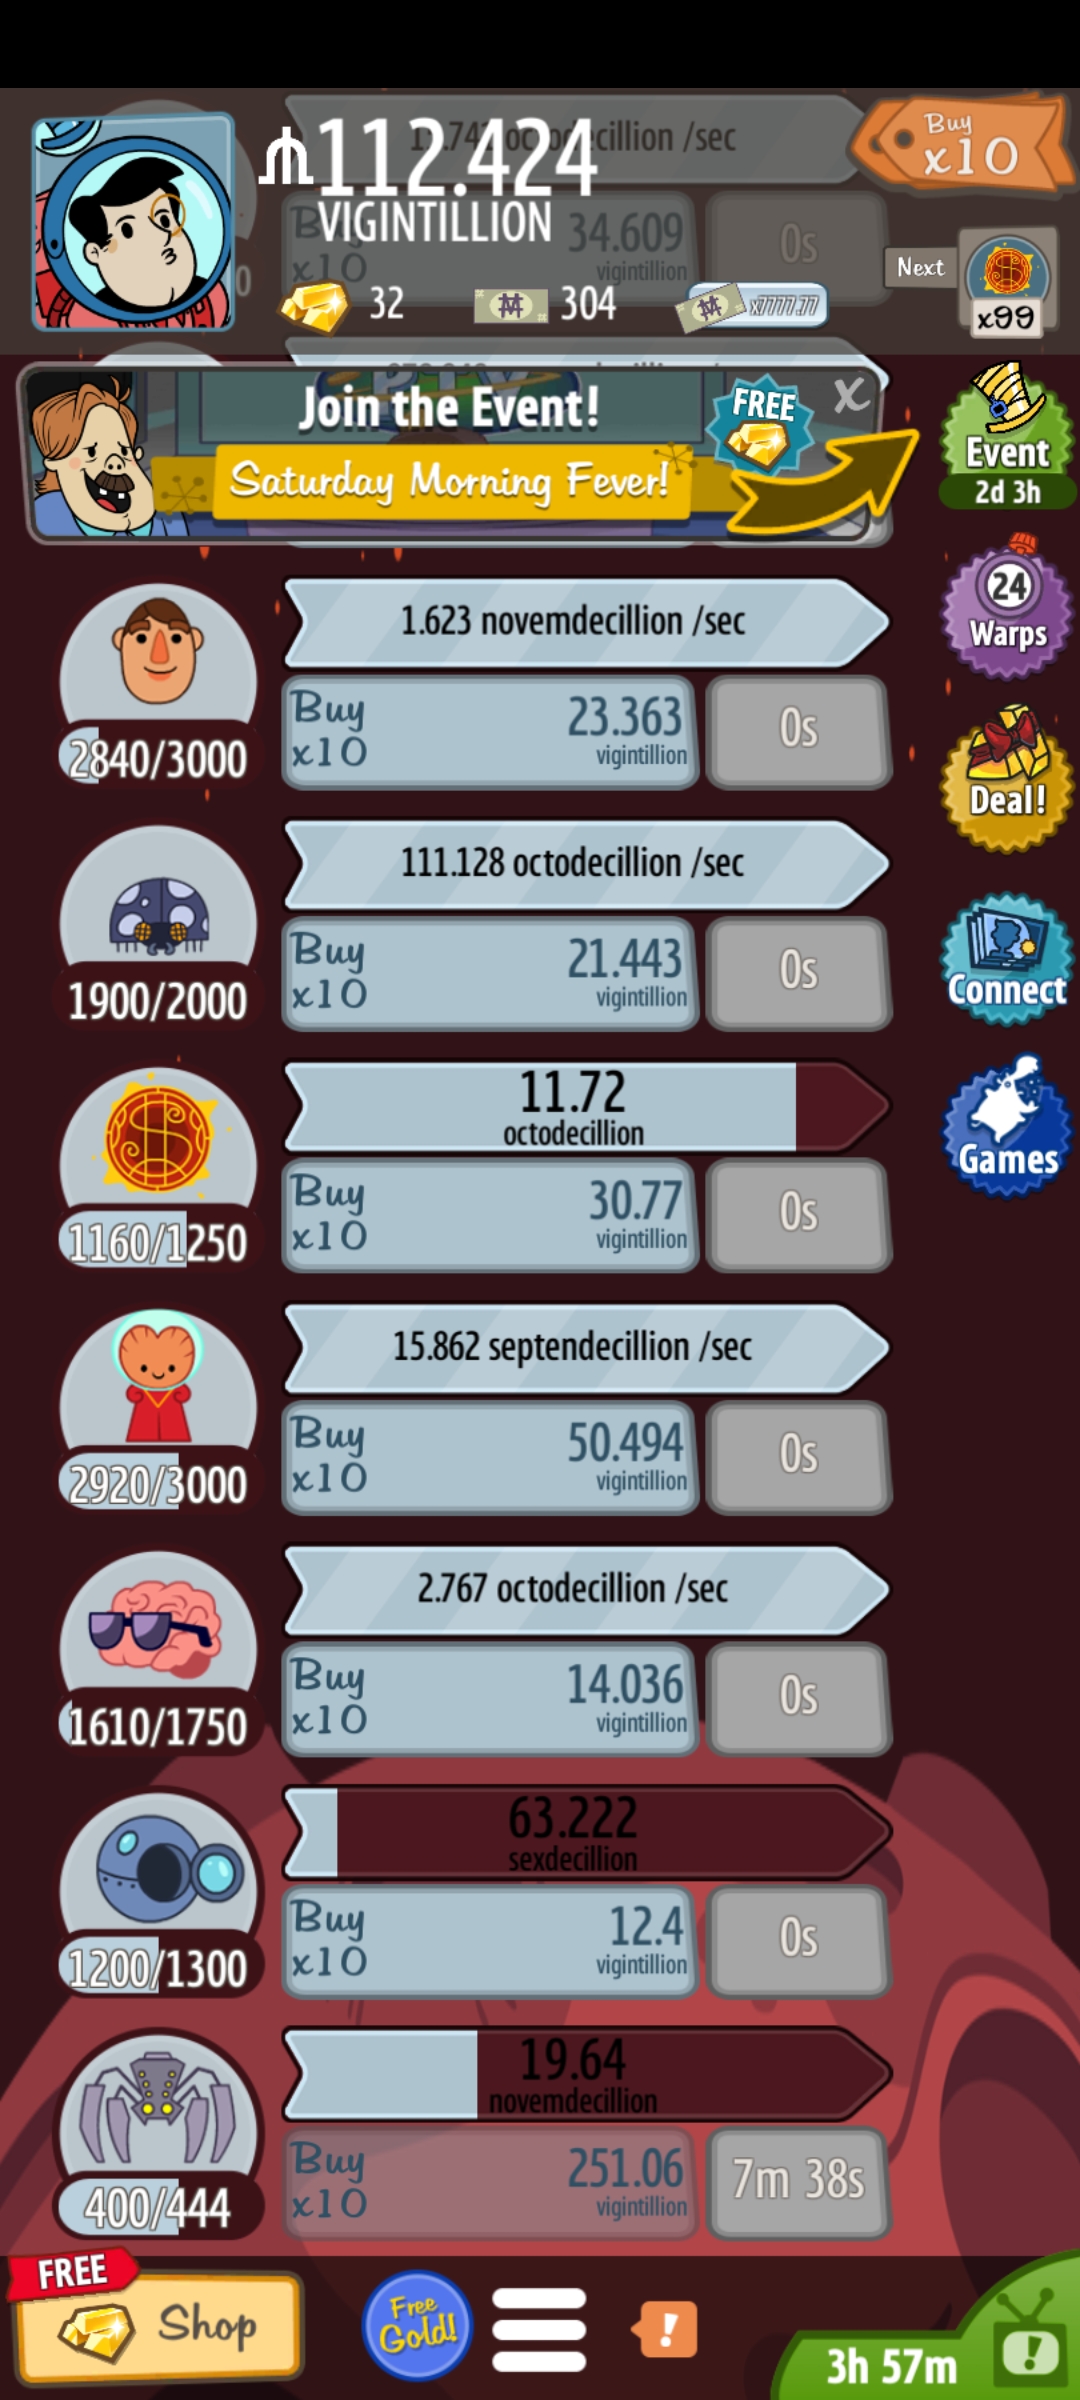 112.424
VIGINTILLION
octodecillion /sec
Buy
x10
34.609
vigintillion
0s
Buy
x10
32
304
x7777.77
Next
x99
Join the Event!
FREE
X
Saturday Morning Fever!
Event
2d 3h
1.623 novemdecillion /sec
24
Warps
Buy
x10
23.363
vigintillion
0s
2840/3000
Deal!
111.128 octodecillion /sec
Buy
x10
21.443
vigintillion
0s
1900/2000
Connect
11.72
octodecillion
Buy
x10
30.77
vigintillion
0s
1160/1250
Games
15.862 septendecillion /sec
Buy
x10
50.494
vigintillion
0s
2920/3000
2.767 octodecillion /sec
Buy
x10
14.036
vigintillion
0s
1610/1750
63.222
sexdecillion
Buy
x10
12.4
vigintillion
0s
1200/1300
19.64
novemdecillion
Buy
x10
251.06
vigintillion
7m 38s
400/444
FREE
Shop
Free
Gold!
!
!
3h 57m